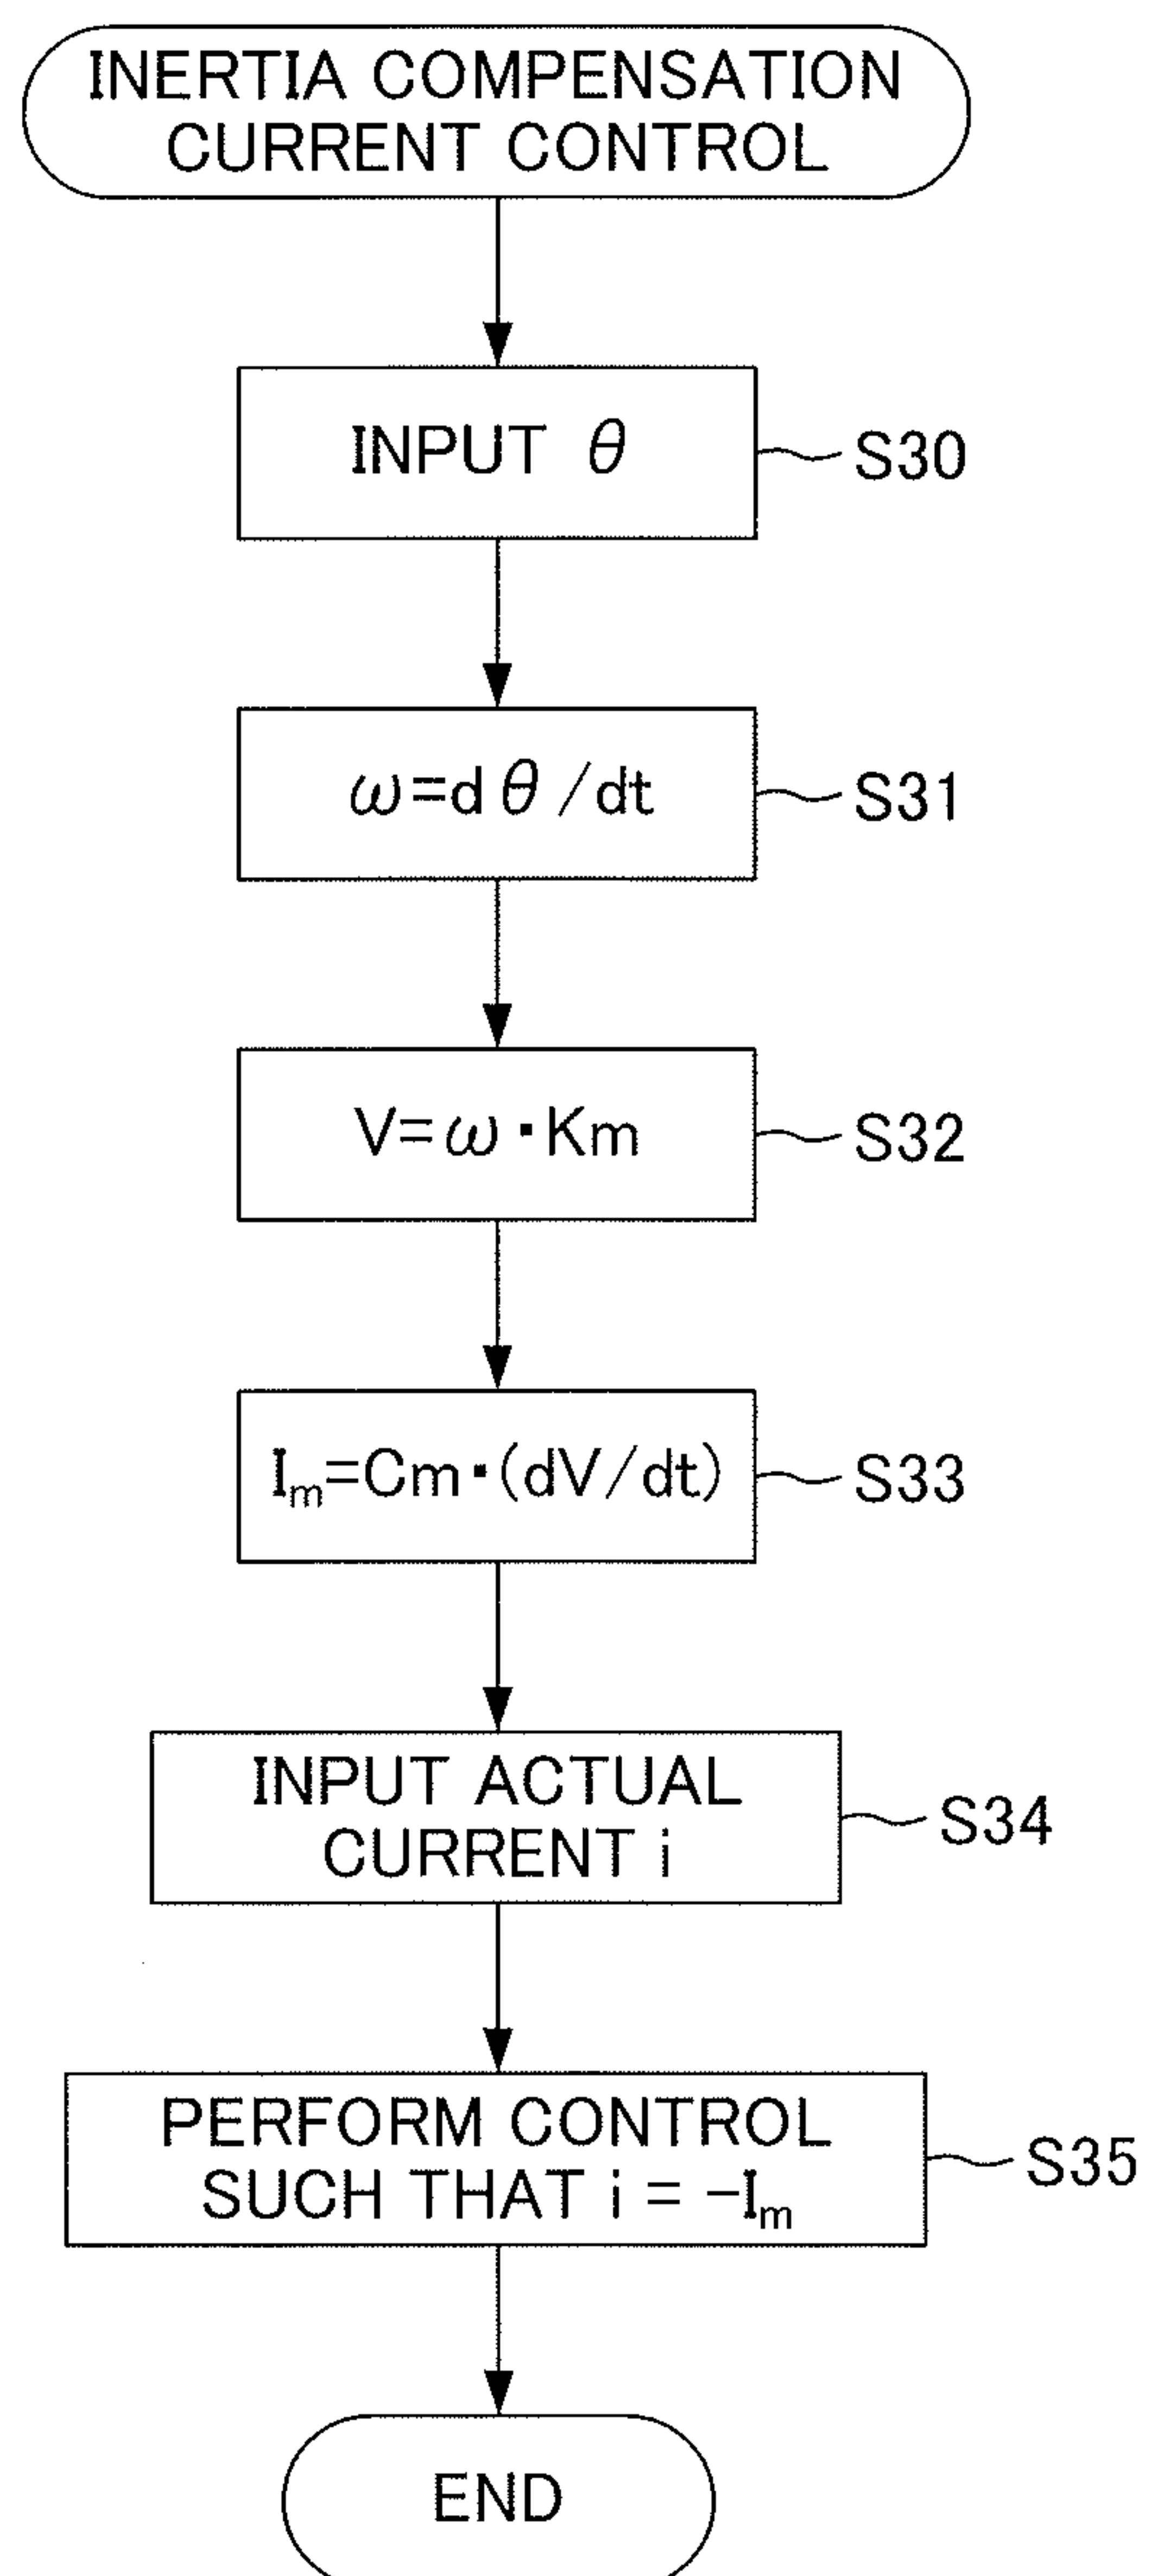 INERTIA COMPENSATION
CURRENT CONTROL
INPUT θ
S30
ω=dθ/dt
S31
V=ω・Km
S32
Iₘ=Cm・(dV/dt)
S33
INPUT ACTUAL
CURRENT i
S34
PERFORM CONTROL
SUCH THAT i = -Iₘ
S35
END